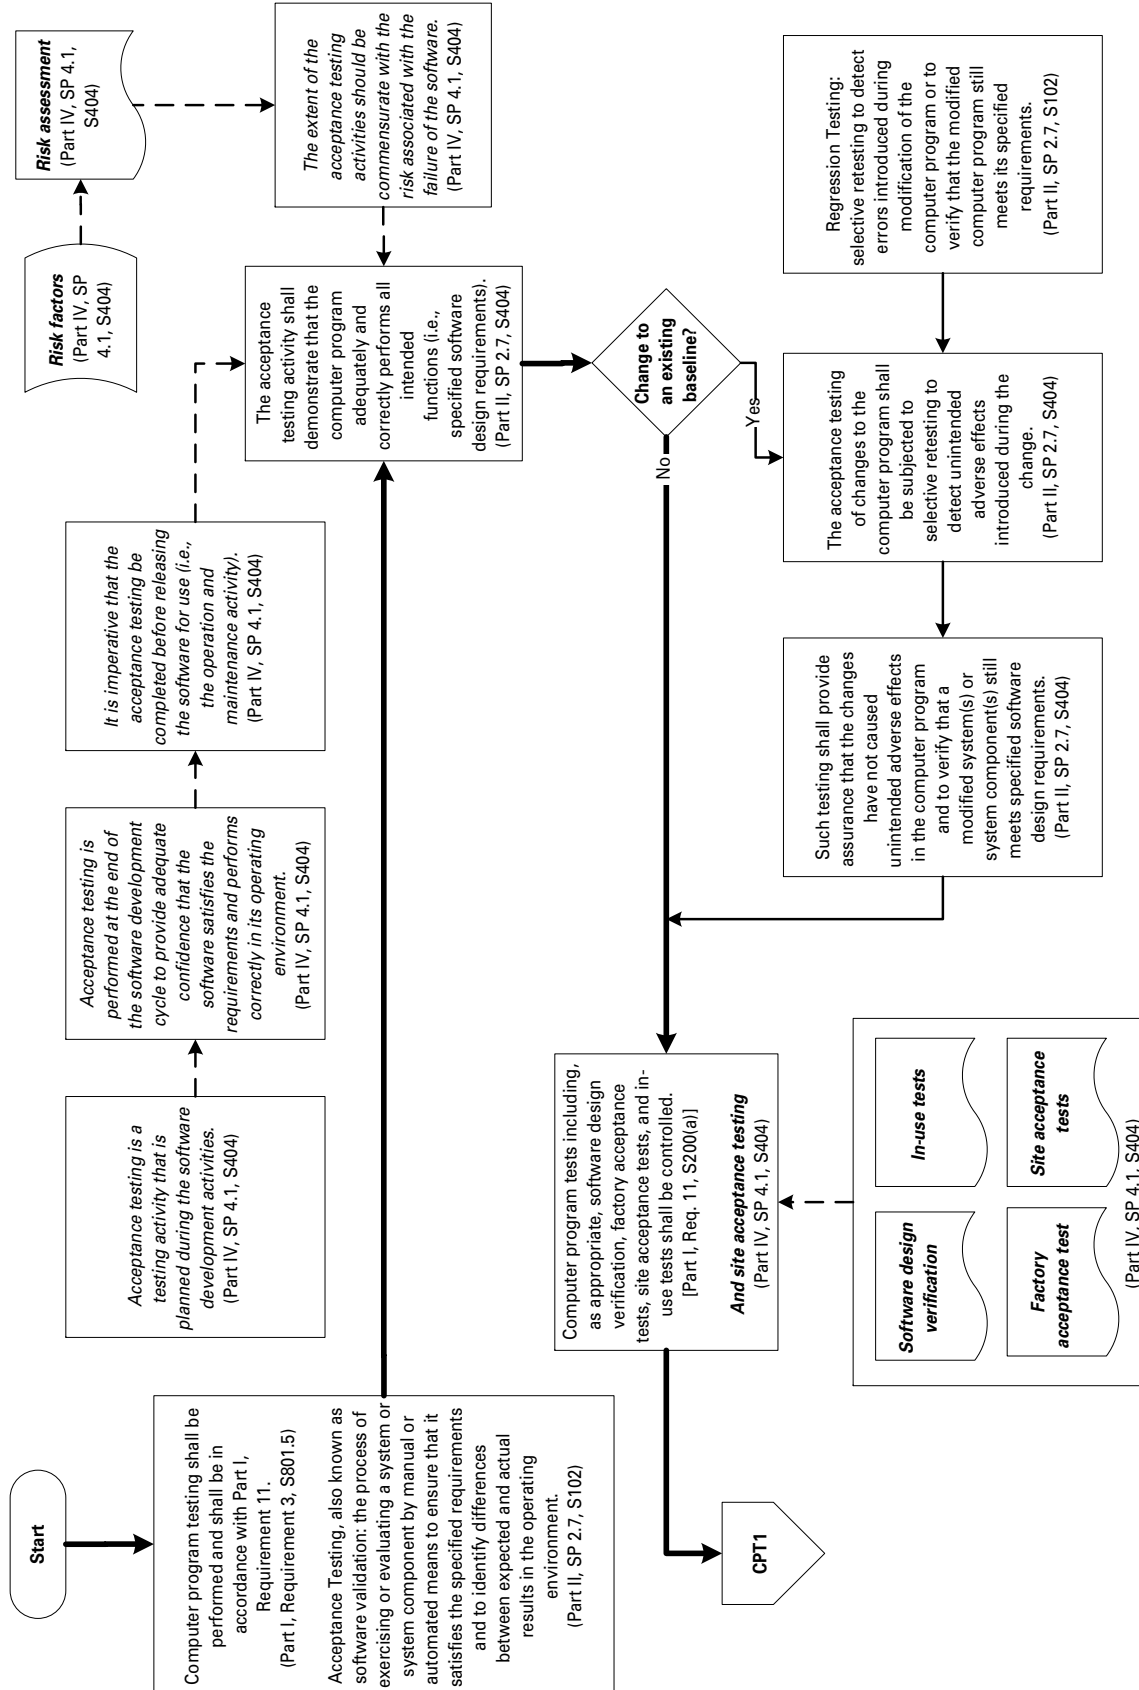 Start
Computer program testing shall be
performed and shall be in
accordance with Part I,
Requirement 11.
(Part I, Requirement 3, S801.5)
Acceptance Testing, also known as
software validation: the process of
exercising or evaluating a system or
system component by manual or
automated means to ensure that it
satisfies the specified requirements
and to identify differences
between expected and actual
results in the operating
environment.
(Part II, SP 2.7, S102)
Acceptance testing is a
testing activity that is
planned during the software
development activities.
(Part IV, SP 4.1, S404)
Acceptance testing is
performed at the end of
the software development
cycle to provide adequate
confidence that the
software satisfies the
requirements and performs
correctly in its operating
environment.
(Part IV, SP 4.1, S404)
It is imperative that the
acceptance testing be
completed before releasing
the software for use (i.e.,
the operation and
maintenance activity).
(Part IV, SP 4.1, S404)
Risk factors
(Part IV, SP
4.1, S404)
Risk assessment
(Part IV, SP 4.1,
S404)
The extent of the
acceptance testing
activities should be
commensurate with the
risk associated with the
failure of the software.
(Part IV, SP 4.1, S404)
The acceptance
testing activity shall
demonstrate that the
computer program
adequately and
correctly performs all
intended
functions (i.e.,
specified software
design requirements).
(Part II, SP 2.7, S404)
Change to
an existing
baseline?
No
Yes
Regression Testing:
selective retesting to detect
errors introduced during
modification of the
computer program or to
verify that the modified
computer program still
meets its specified
requirements.
(Part II, SP 2.7, S102)
The acceptance testing
of changes to the
computer program shall
be subjected to
selective retesting to
detect unintended
adverse effects
introduced during the
change.
(Part II, SP 2.7, S404)
Such testing shall provide
assurance that the changes
have not caused
unintended adverse effects
in the computer program
and to verify that a
modified system(s) or
system component(s) still
meets specified software
design requirements.
(Part II, SP 2.7, S404)
Computer program tests including,
as appropriate, software design
verification, factory acceptance
tests, site acceptance tests, and in-
use tests shall be controlled.
[Part I, Req. 11, S200(a)]
And site acceptance testing
(Part IV, SP 4.1, S404)
CPT1
Software design
verification
In-use tests
Factory
acceptance test
Site acceptance
tests
(Part IV, SP 4.1, S404)